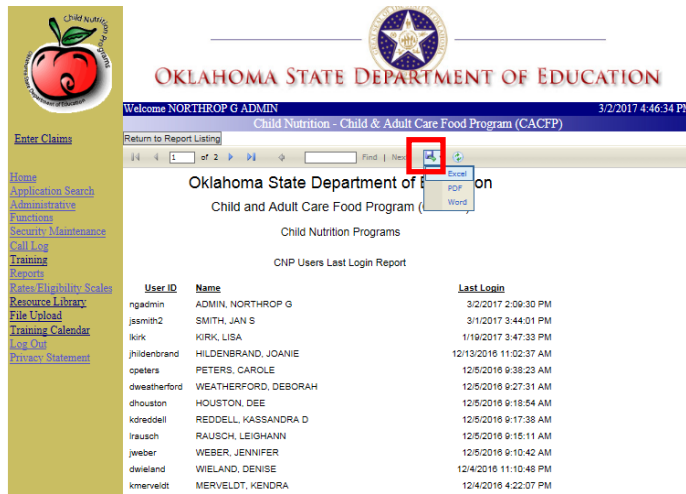 Child Nutrition Programs
OKLAHOMA STATE DEPARTMENT OF EDUCATION
Welcome NORTHROP G ADMIN 3/2/2017 4:46:34 PM
Child Nutrition - Child & Adult Care Food Program (CACFP)
Enter Claims
Return to Report Listing
1 of 2 Find | Nex
Excel
PDF
Word
Home
Application Search
Administrative
Functions
Security Maintenance
Call Log
Training
Reports
Rates/Eligibility Scales
Resource Library
File Upload
Training Calendar
Log Out
Privacy Statement
Oklahoma State Department of E on
Child and Adult Care Food Program (
Child Nutrition Programs
CNP Users Last Login Report
User ID Name Last Login
ngadmin ADMIN, NORTHROP G 3/2/2017 2:09:30 PM
jssmith2 SMITH, JAN S 3/1/2017 3:44:01 PM
lkirk KIRK, LISA 1/19/2017 3:47:33 PM
jhildenbrand HILDENBRAND, JOANIE 12/13/2016 11:02:37 AM
opeters PETERS, CAROLE 12/5/2016 9:38:23 AM
dweatherford WEATHERFORD, DEBORAH 12/5/2016 9:27:31 AM
dhouston HOUSTON, DEE 12/5/2016 9:18:54 AM
kdreddell REDDELL, KASSANDRA D 12/5/2016 9:17:38 AM
lrausch RAUSCH, LEIGHANN 12/5/2016 9:15:11 AM
jweber WEBER, JENNIFER 12/5/2016 9:10:42 AM
dwieland WIELAND, DENISE 12/4/2016 11:10:48 PM
kmerveldt MERVELDT, KENDRA 12/4/2016 4:22:07 PM